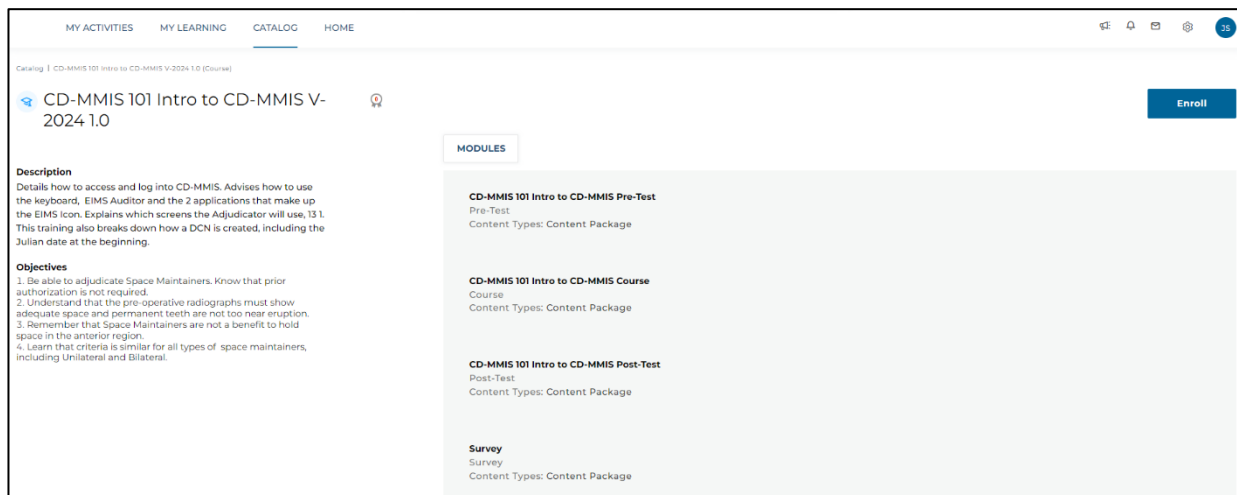 MY ACTIVITIES MY LEARNING CATALOG HOME
JS
Catalog | CD-MMIS 101 Intro to CD-MMIS V-2024 1.0 (Course)
CD-MMIS 101 Intro to CD-MMIS V-
2024 1.0
Enroll
MODULES
Description
Details how to access and log into CD-MMIS. Advises how to use
the keyboard, EIMS Auditor and the 2 applications that make up
the EIMS Icon. Explains which screens the Adjudicator will use, 13 1.
This training also breaks down how a DCN is created, including the
Julian date at the beginning.
Objectives
1. Be able to adjudicate Space Maintainers. Know that prior
authorization is not required.
2. Understand that the pre-operative radiographs must show
adequate space and permanent teeth are not too near eruption.
3. Remember that Space Maintainers are not a benefit to hold
space in the anterior region.
4. Learn that criteria is similar for all types of space maintainers,
including Unilateral and Bilateral.
CD-MMIS 101 Intro to CD-MMIS Pre-Test
Pre-Test
Content Types: Content Package
CD-MMIS 101 Intro to CD-MMIS Course
Course
Content Types: Content Package
CD-MMIS 101 Intro to CD-MMIS Post-Test
Post-Test
Content Types: Content Package
Survey
Survey
Content Types: Content Package